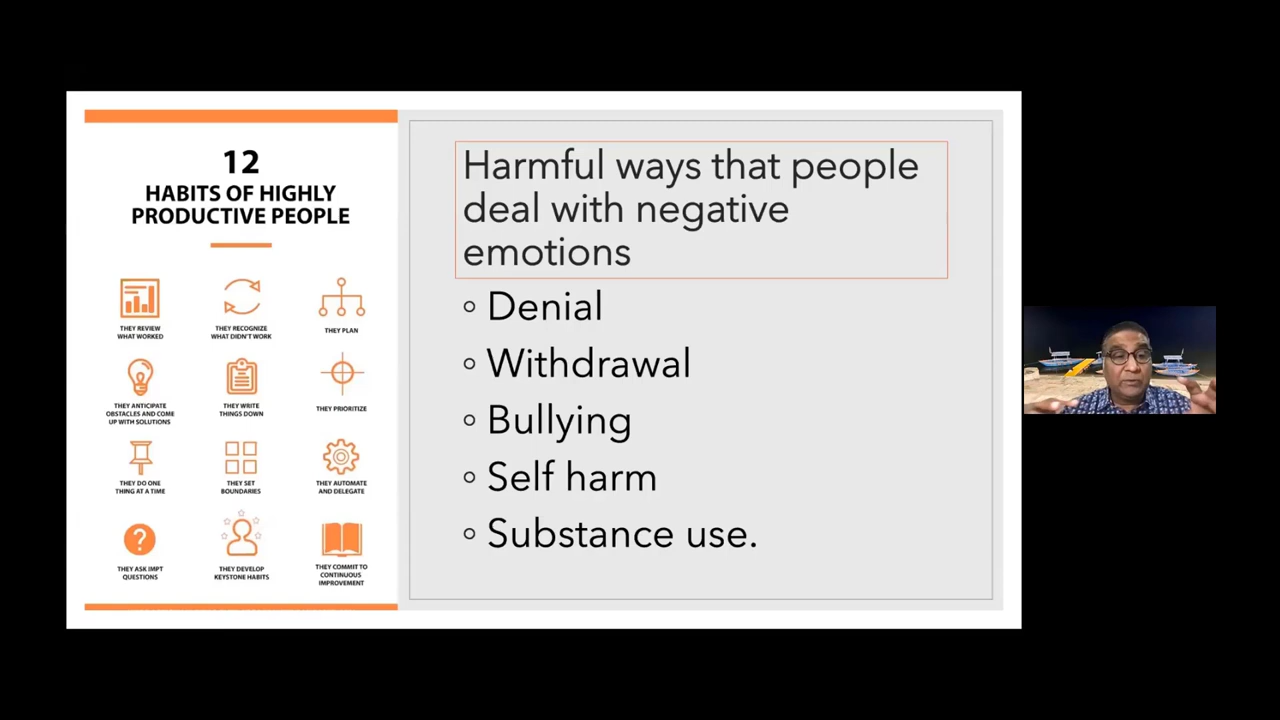 12
HABITS OF HIGHLY
PRODUCTIVE PEOPLE
THEY REVIEW
WHAT WORKED
THEY RECOGNIZE
WHAT DIDN'T WORK
THEY PLAN
THEY ANTICIPATE
OBSTACLES AND COME
UP WITH SOLUTIONS
THEY WRITE
THINGS DOWN
THEY PRIORITIZE
THEY DO ONE
THING AT A TIME
THEY SET
BOUNDARIES
THEY AUTOMATE
AND DELEGATE
?
THEY ASK IMPT
QUESTIONS
THEY DEVELOP
KEYSTONE HABITS
THEY COMMIT TO
CONTINUOUS
IMPROVEMENT
Harmful ways that people
deal with negative
emotions
Denial
Withdrawal
Bullying
Self harm
Substance use.